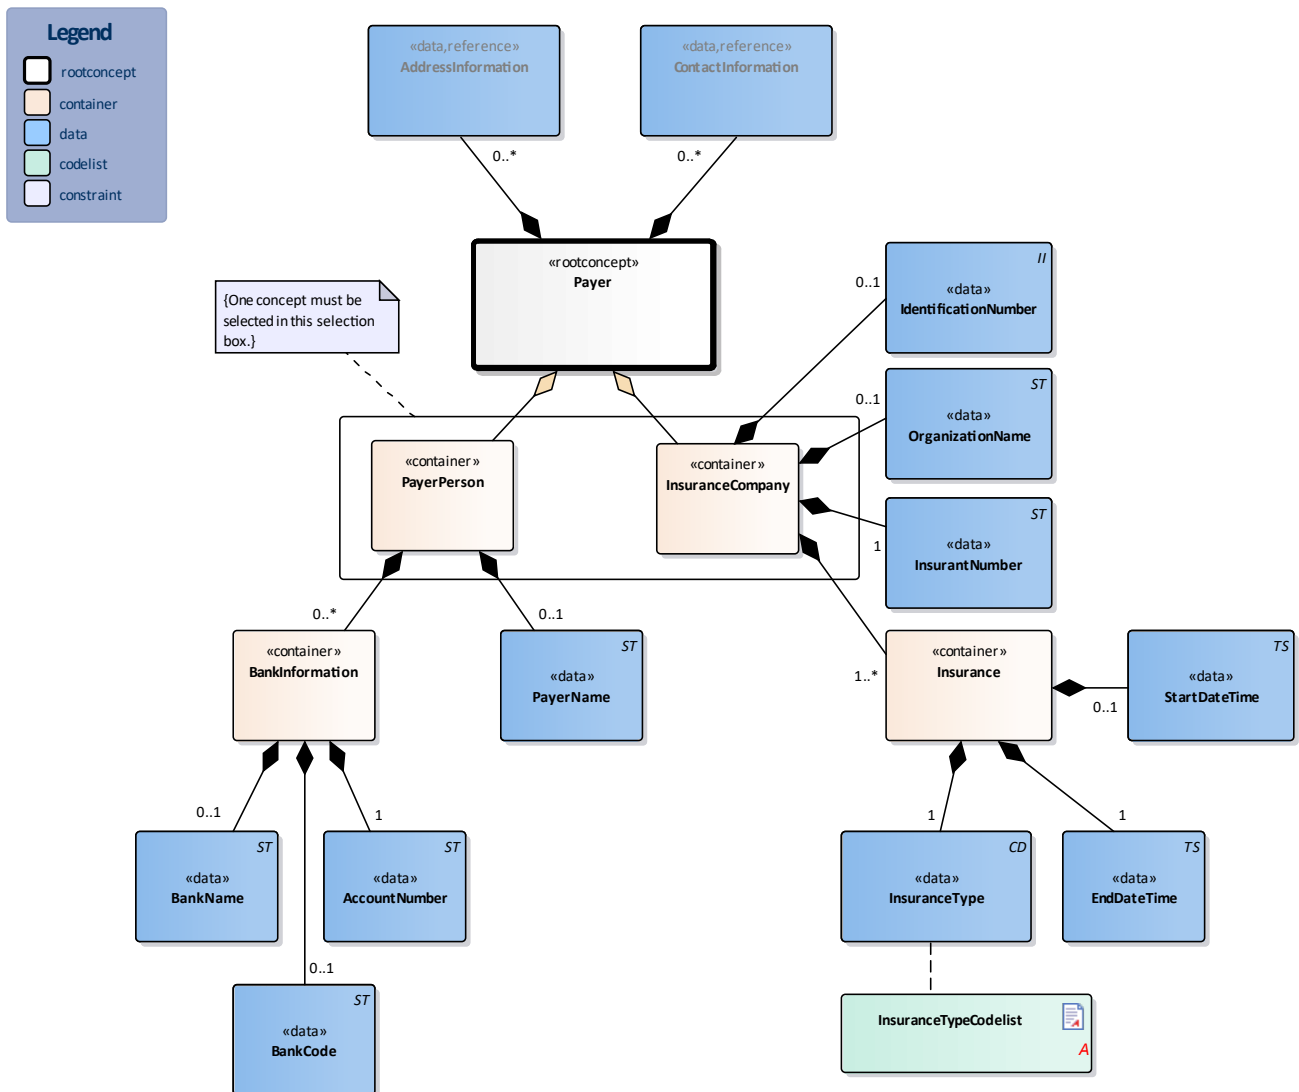 Legend
rootconcept
container
data
codelist
constraint
«data,reference»
AddressInformation
«data,reference»
ContactInformation
0..*
0..*
«rootconcept»
Payer
{One concept must be
selected in this selection
box.}
II
«data»
IdentificationNumber
0..1
ST
«data»
OrganizationName
0..1
«container»
PayerPerson
«container»
InsuranceCompany
ST
«data»
InsurantNumber
1
0..*
0..1
1..*
«container»
BankInformation
ST
«data»
PayerName
«container»
Insurance
TS
«data»
StartDateTime
0..1
0..1
1
1
1
ST
«data»
BankName
ST
«data»
AccountNumber
CD
«data»
InsuranceType
TS
«data»
EndDateTime
0..1
ST
«data»
BankCode
InsuranceTypeCodelist
A